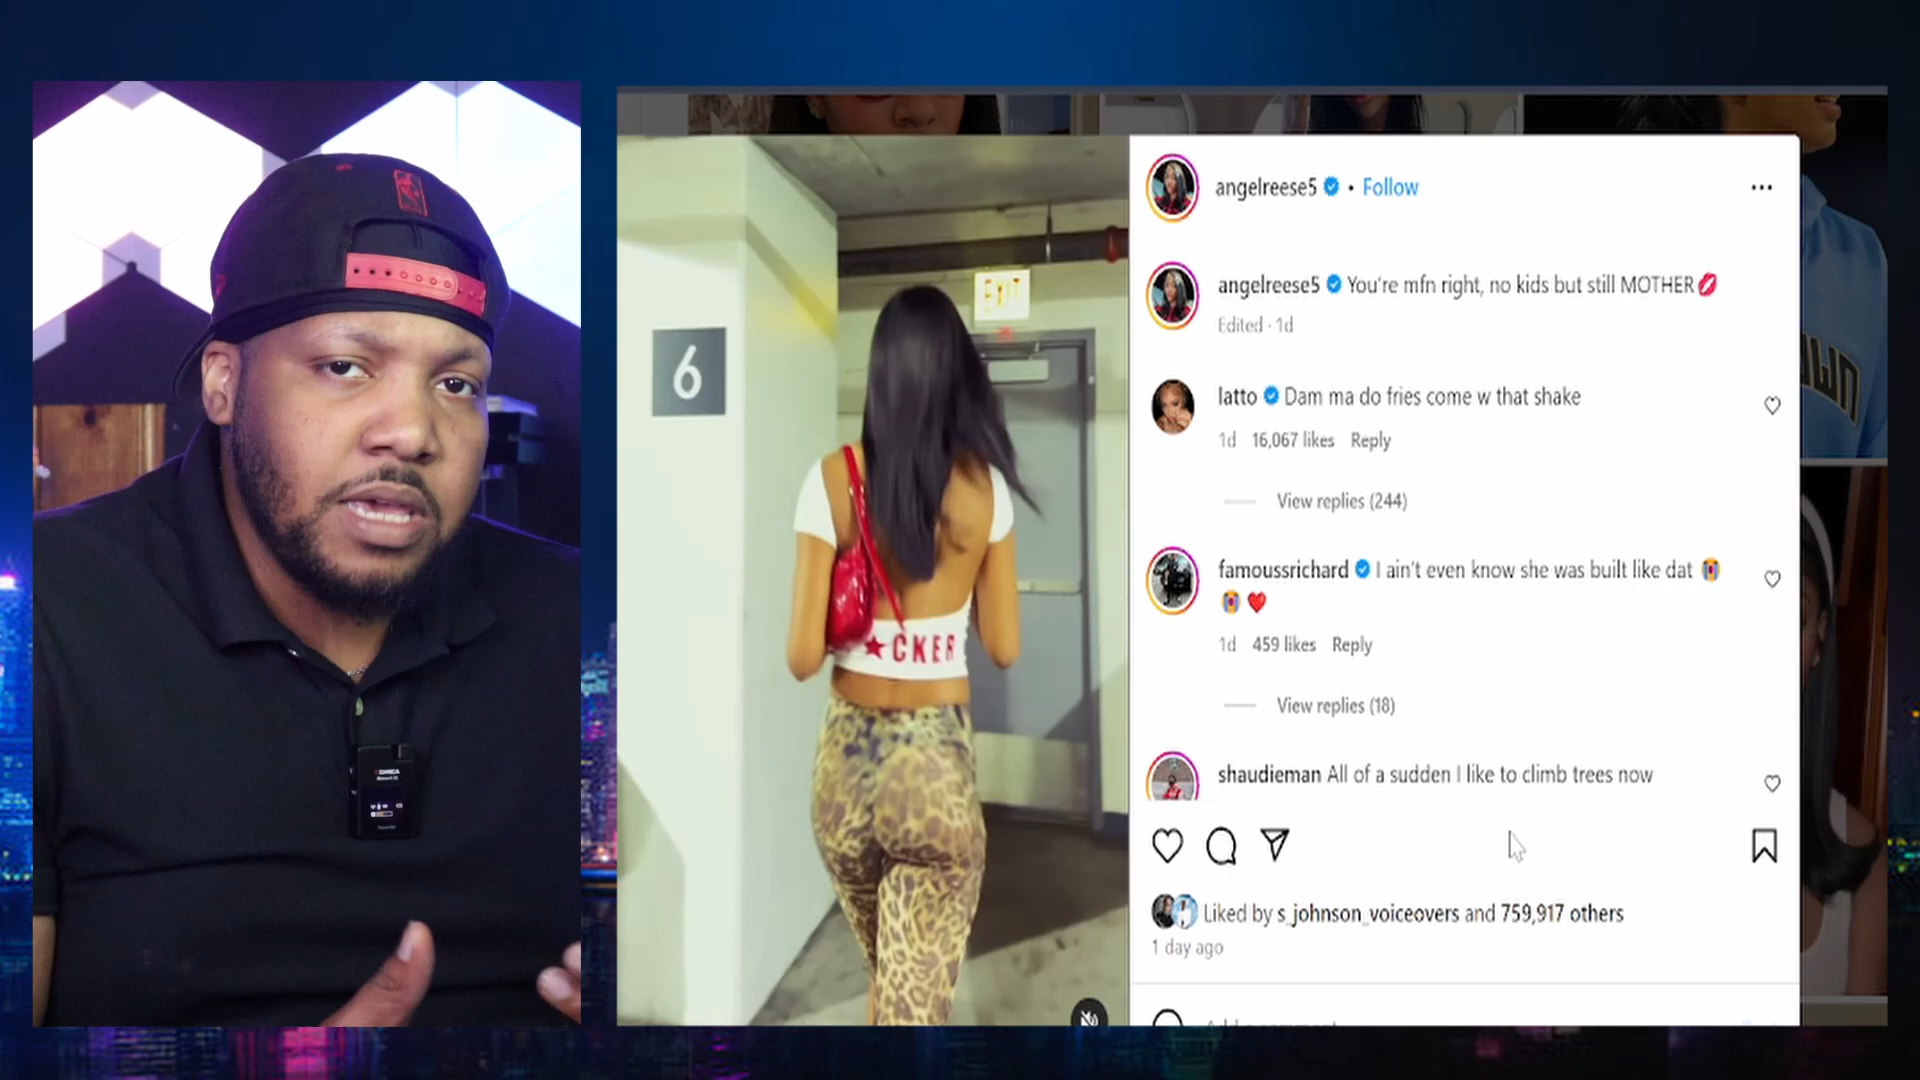 angelreese5 • Follow
angelreese5 You're mfn right, no kids but still MOTHER💋
Edited · 1d
latto Dam ma do fries come w that shake
1d 16,067 likes Reply
View replies (244)
famoussrichard I ain't even know she was built like dat 😭
😭 ❤️
1d 459 likes Reply
View replies (18)
shaudieman All of a sudden I like to climb trees now
Liked by s_johnson_voiceovers and 759,917 others
1 day ago
EXIT
6
★CKER
COMICA